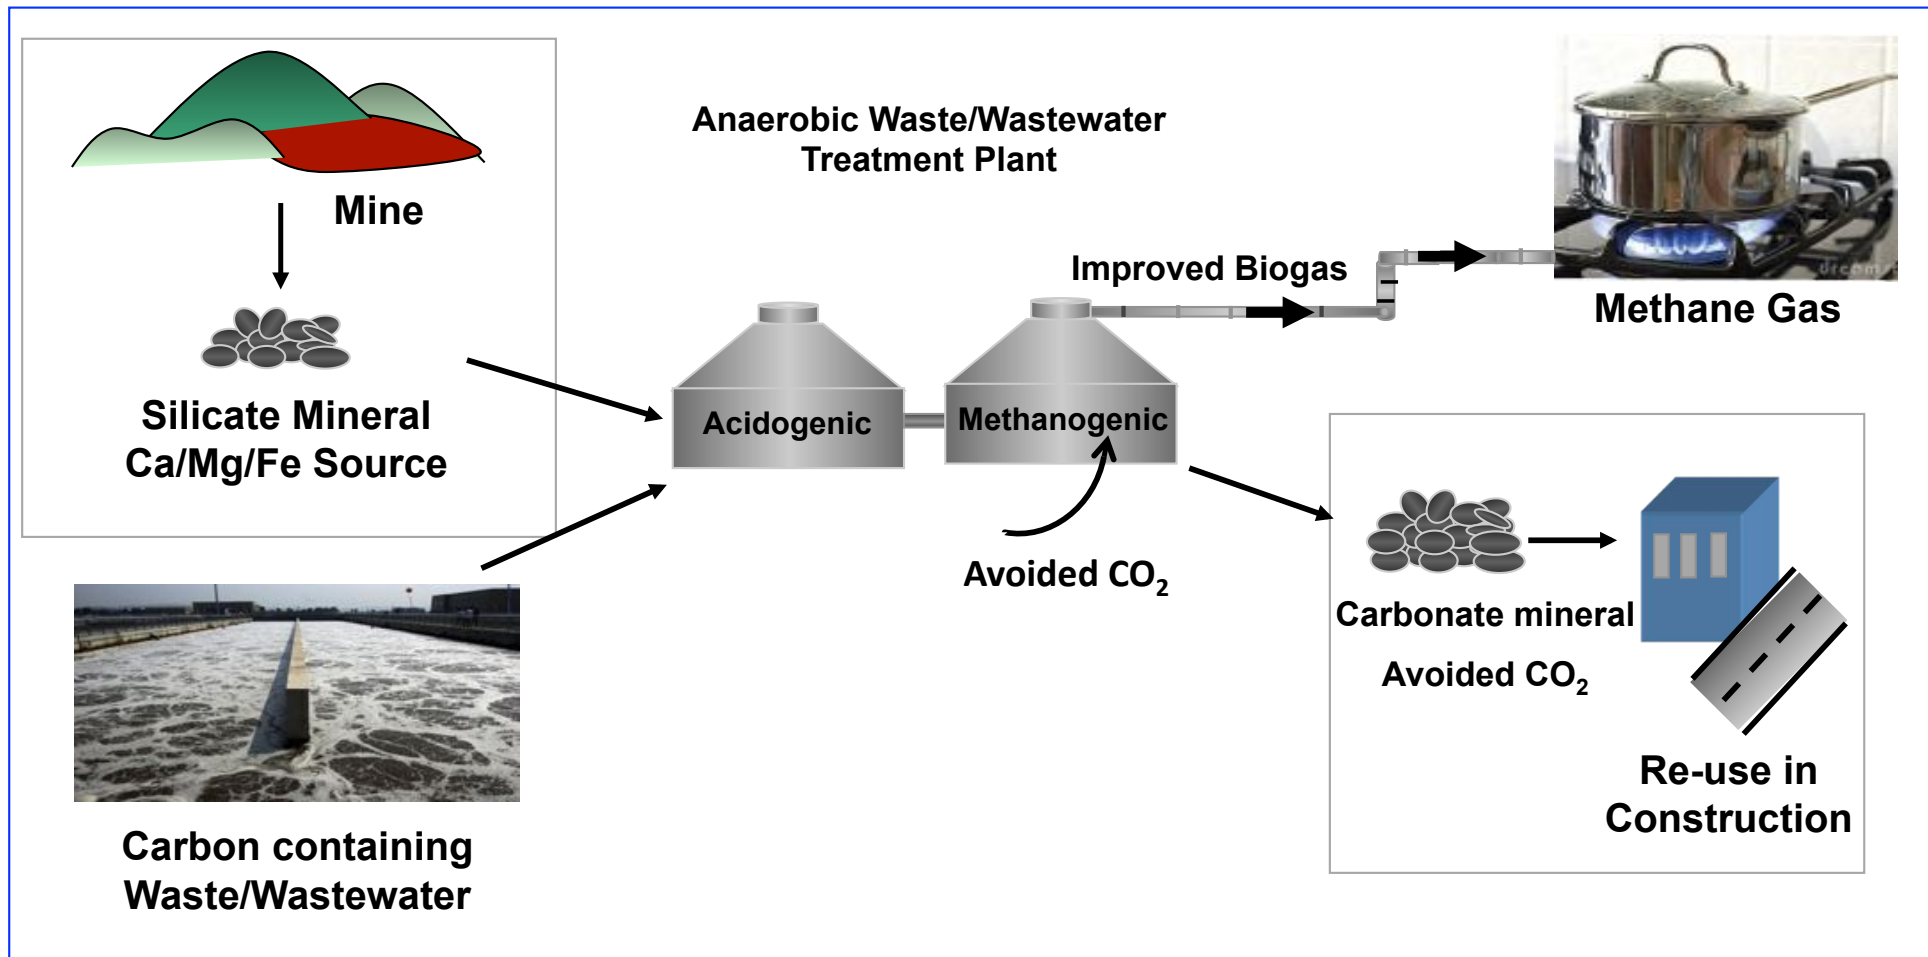 Mine
Silicate Mineral
Ca/Mg/Fe Source
Carbon containing
Waste/Wastewater
Anaerobic Waste/Wastewater
Treatment Plant
Acidogenic
Methanogenic
Avoided CO₂
Improved Biogas
Methane Gas
Carbonate mineral
Avoided CO₂
Re-use in
Construction